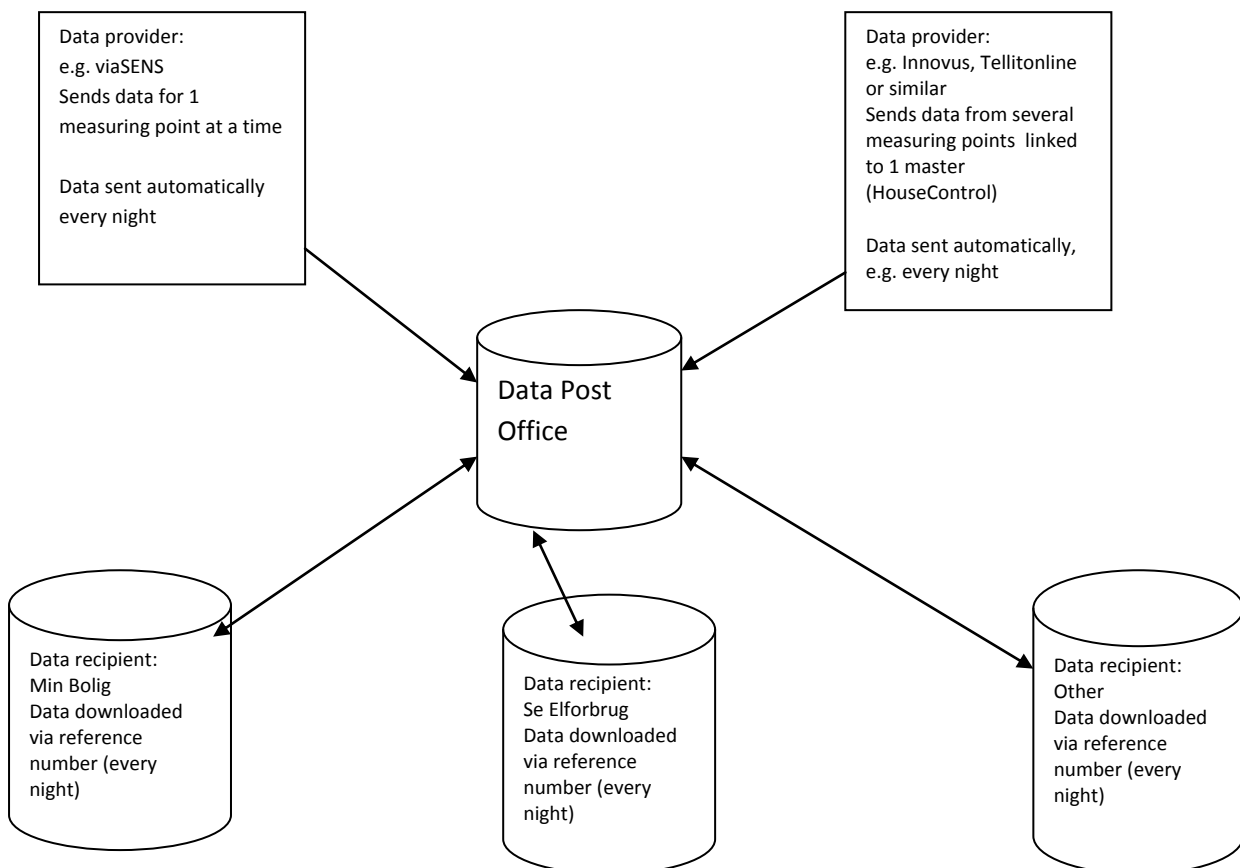 Data provider:
e.g. viaSENS
Sends data for 1
measuring point at a time
Data sent automatically
every night
Data provider:
e.g. Innovus, Tellitonline
or similar
Sends data from several
measuring points linked
to 1 master
(HouseControl)
Data sent automatically,
e.g. every night
Data Post
Office
Data recipient:
Min Bolig
Data downloaded
via reference
number (every
night)
Data recipient:
Se Elforbrug
Data downloaded
via reference
number (every
night)
Data recipient:
Other
Data downloaded
via reference
number (every
night)